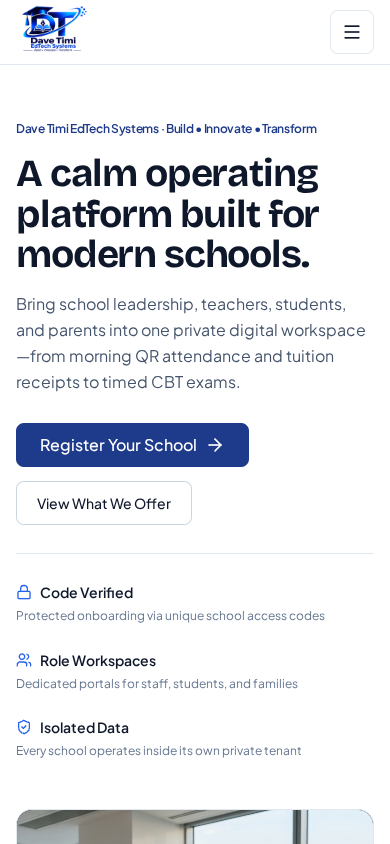 DT
Dave Timi
EdTech Systems
Dave Timi EdTech Systems · Build • Innovate • Transform
A calm operating
platform built for
modern schools.
Bring school leadership, teachers, students,
and parents into one private digital workspace
—from morning QR attendance and tuition
receipts to timed CBT exams.
Register Your School →
View What We Offer
Code Verified
Protected onboarding via unique school access codes
Role Workspaces
Dedicated portals for staff, students, and families
Isolated Data
Every school operates inside its own private tenant